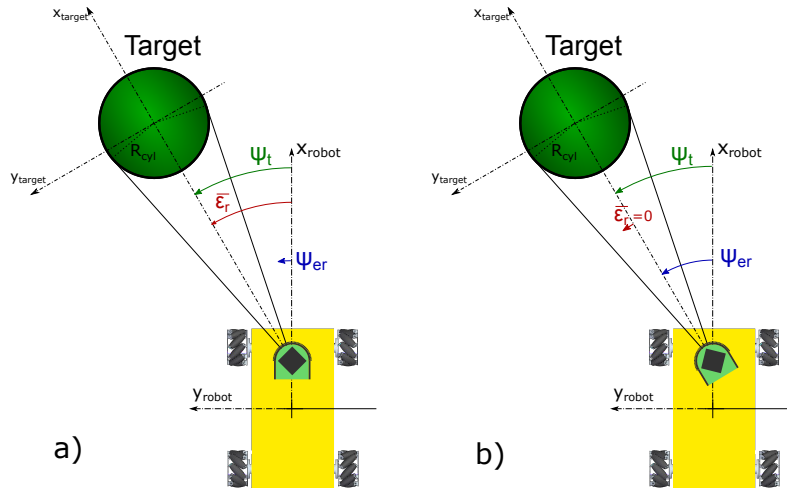 x_target
Target
R_cyl
y_target
Ψ_t
x_robot
ε̅_r
Ψ_er
y_robot
a)
x_target
Target
R_cyl
y_target
Ψ_t
x_robot
ε̅_r=0
Ψ_er
y_robot
b)